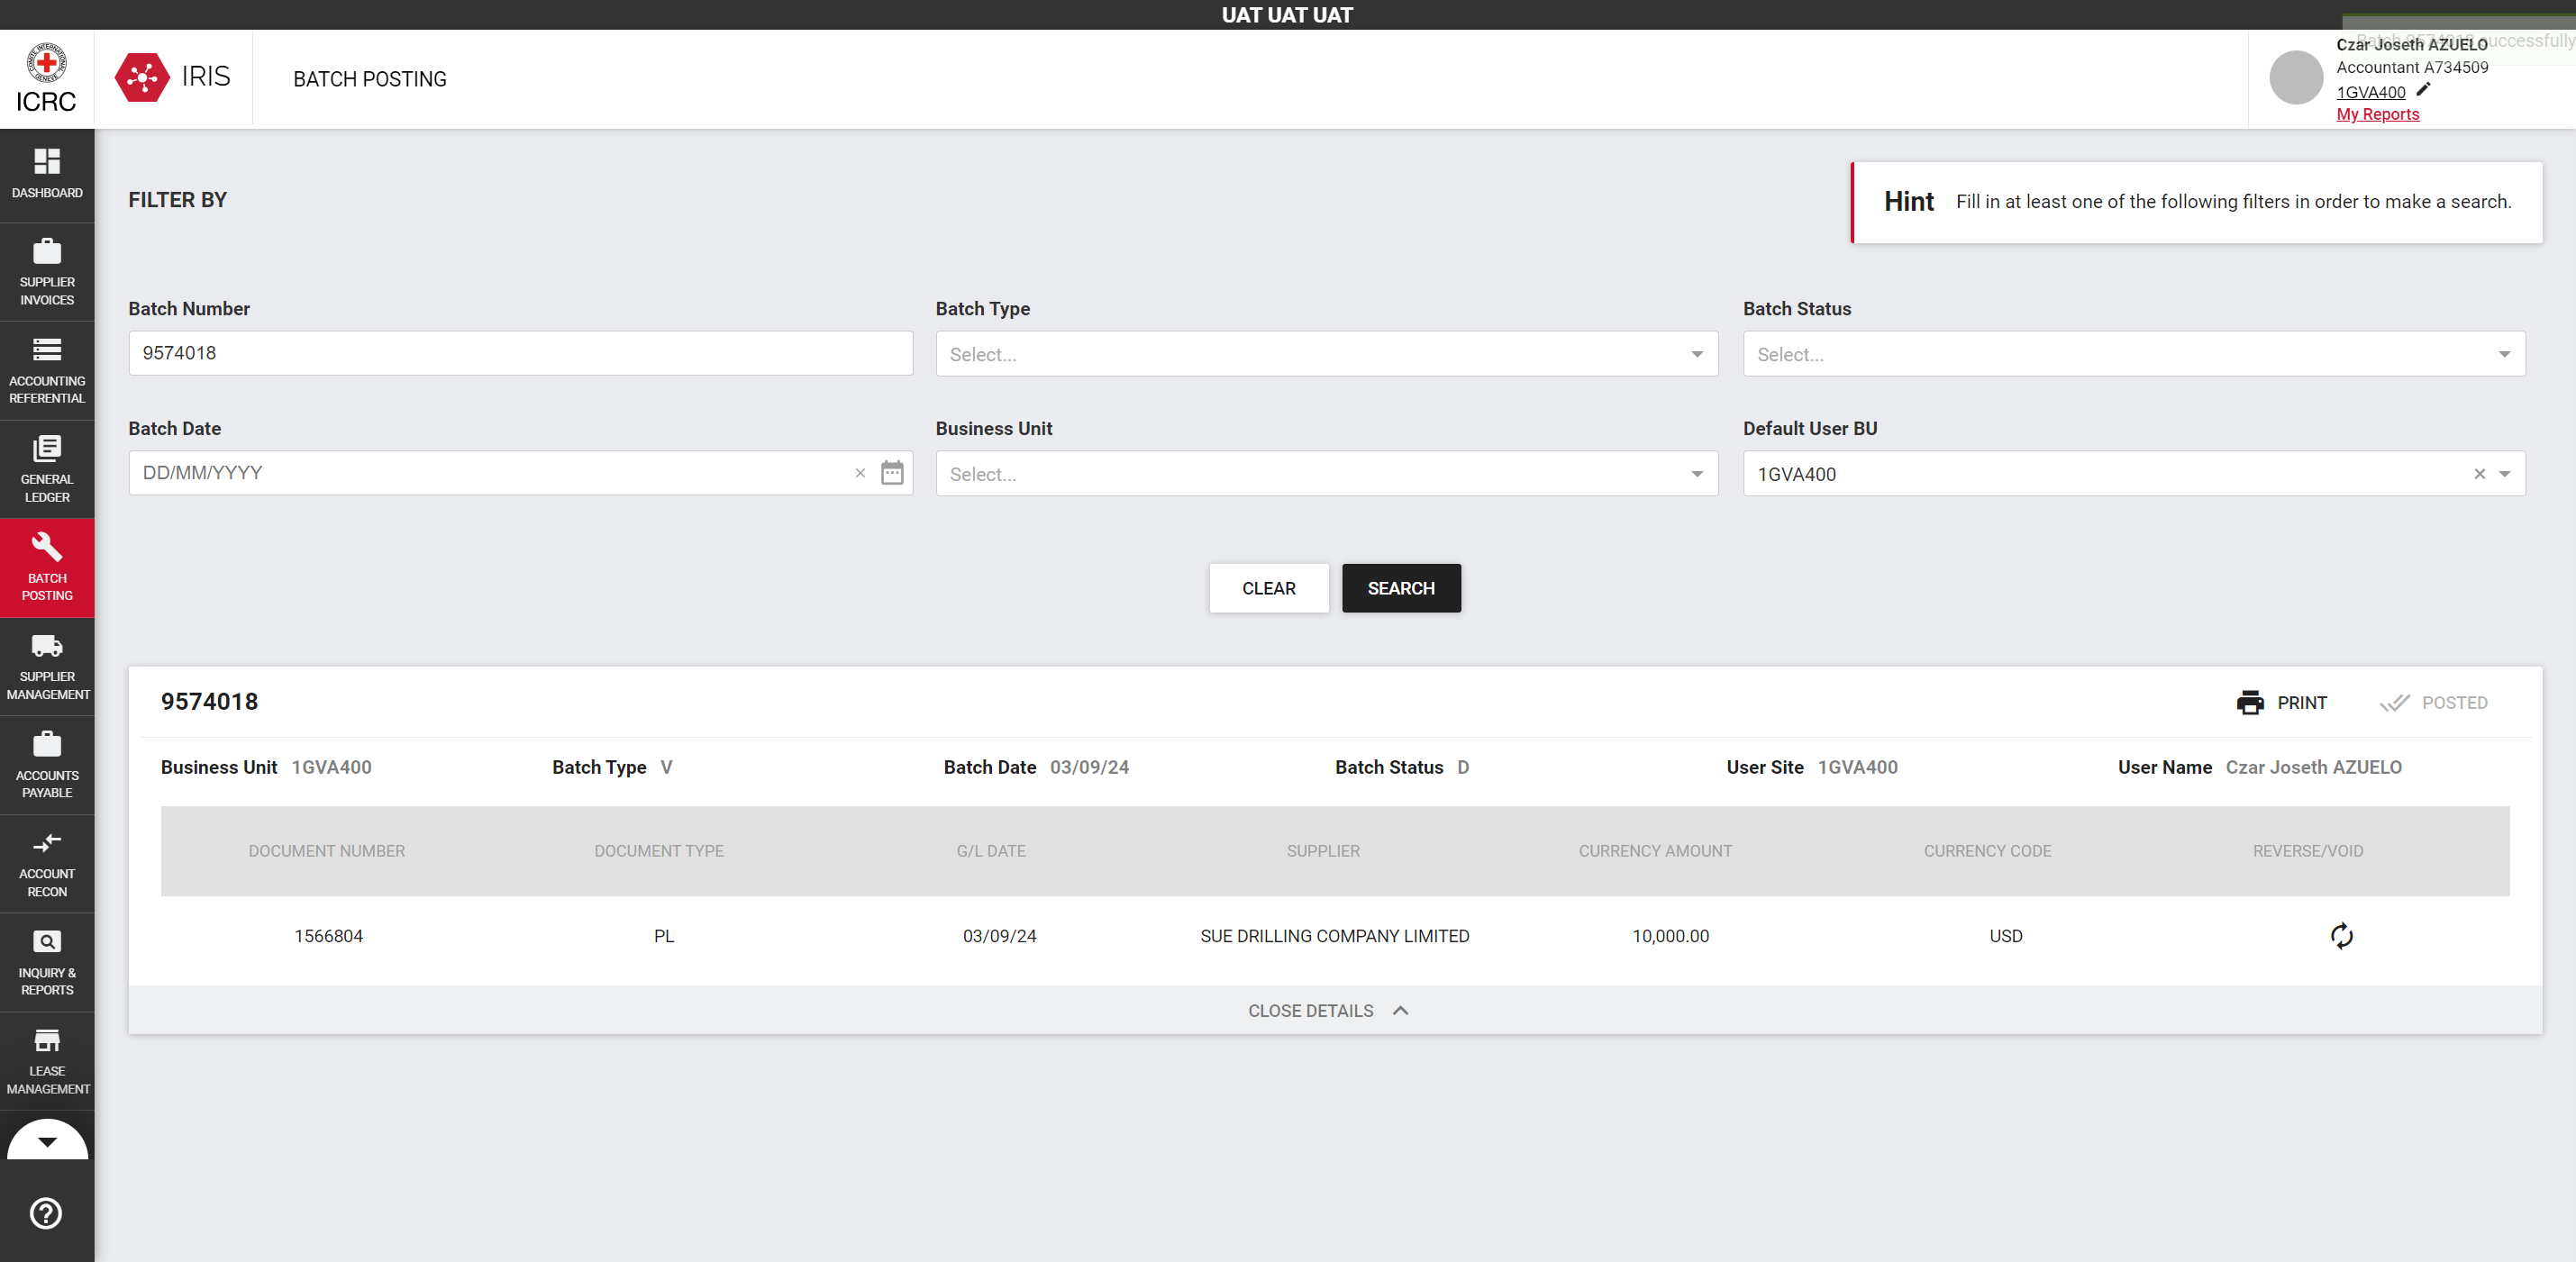 UAT UAT UAT
ICRC
IRIS
BATCH POSTING
Czar Joseth AZUELO
Accountant A734509
1GVA400
My Reports
DASHBOARD
SUPPLIER
INVOICES
ACCOUNTING
REFERENTIAL
GENERAL
LEDGER
BATCH
POSTING
SUPPLIER
MANAGEMENT
ACCOUNTS
PAYABLE
ACCOUNT
RECON
INQUIRY &
REPORTS
LEASE
MANAGEMENT
FILTER BY
Hint Fill in at least one of the following filters in order to make a search.
Batch Number Batch Type Batch Status
9574018 Select... Select...
Batch Date Business Unit Default User BU
DD/MM/YYYY Select... 1GVA400
CLEAR SEARCH
9574018 PRINT POSTED
Business Unit 1GVA400 Batch Type V Batch Date 03/09/24 Batch Status D User Site 1GVA400 User Name Czar Joseth AZUELO
DOCUMENT NUMBER DOCUMENT TYPE G/L DATE SUPPLIER CURRENCY AMOUNT CURRENCY CODE REVERSE/VOID
1566804 PL 03/09/24 SUE DRILLING COMPANY LIMITED 10,000.00 USD
CLOSE DETAILS